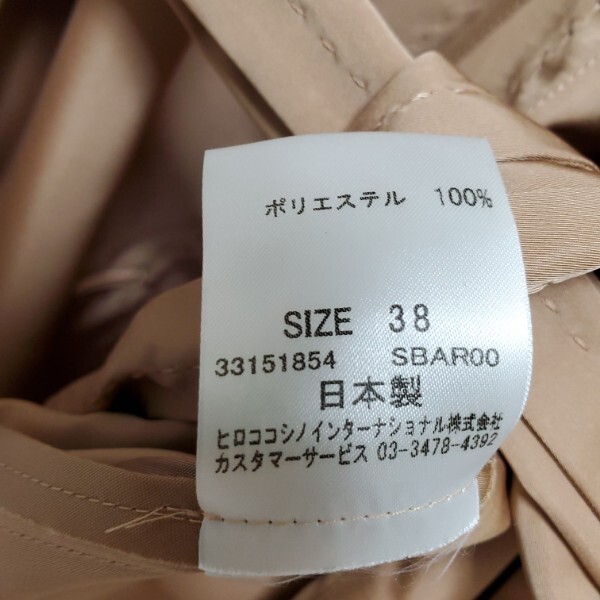 ポリエステル 100%
SIZE 38
33151854 SBAR00
日本製
ヒロココシノインターナショナル株式会社
カスタマーサービス 03-3478-4392